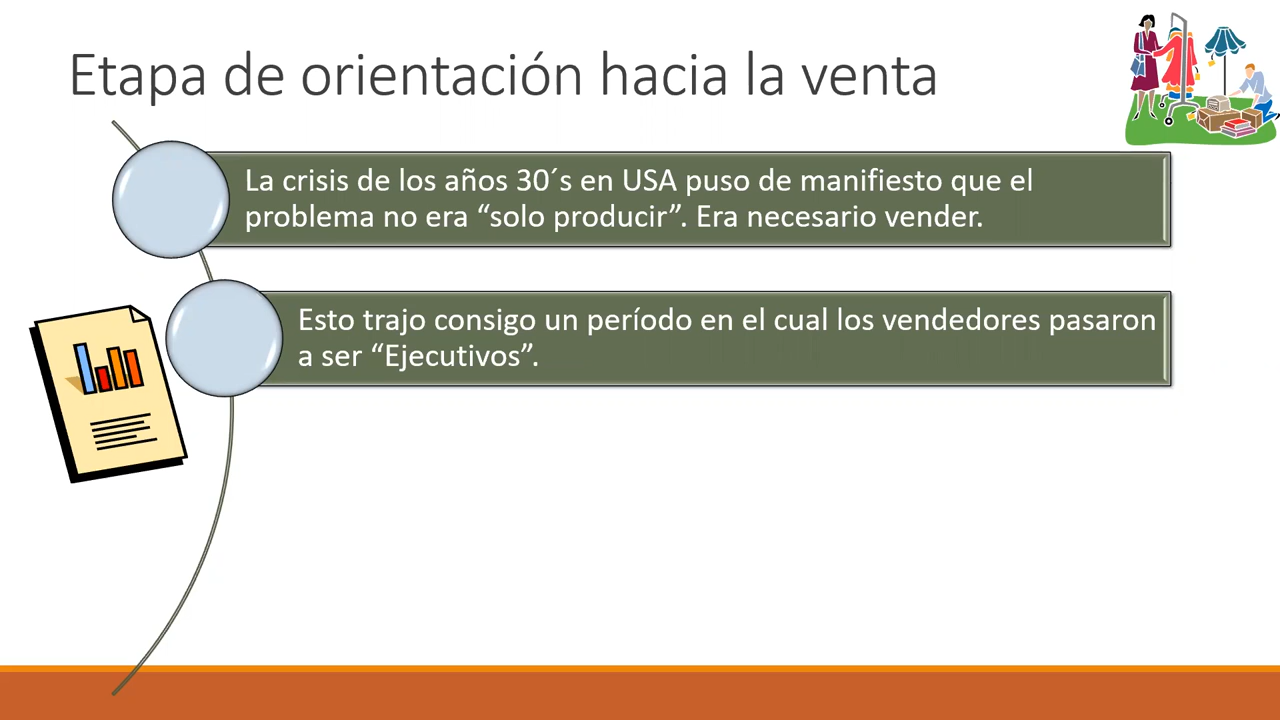 Etapa de orientación hacia la venta
La crisis de los años 30´s en USA puso de manifiesto que el
problema no era “solo producir”. Era necesario vender.
Esto trajo consigo un período en el cual los vendedores pasaron
a ser “Ejecutivos”.